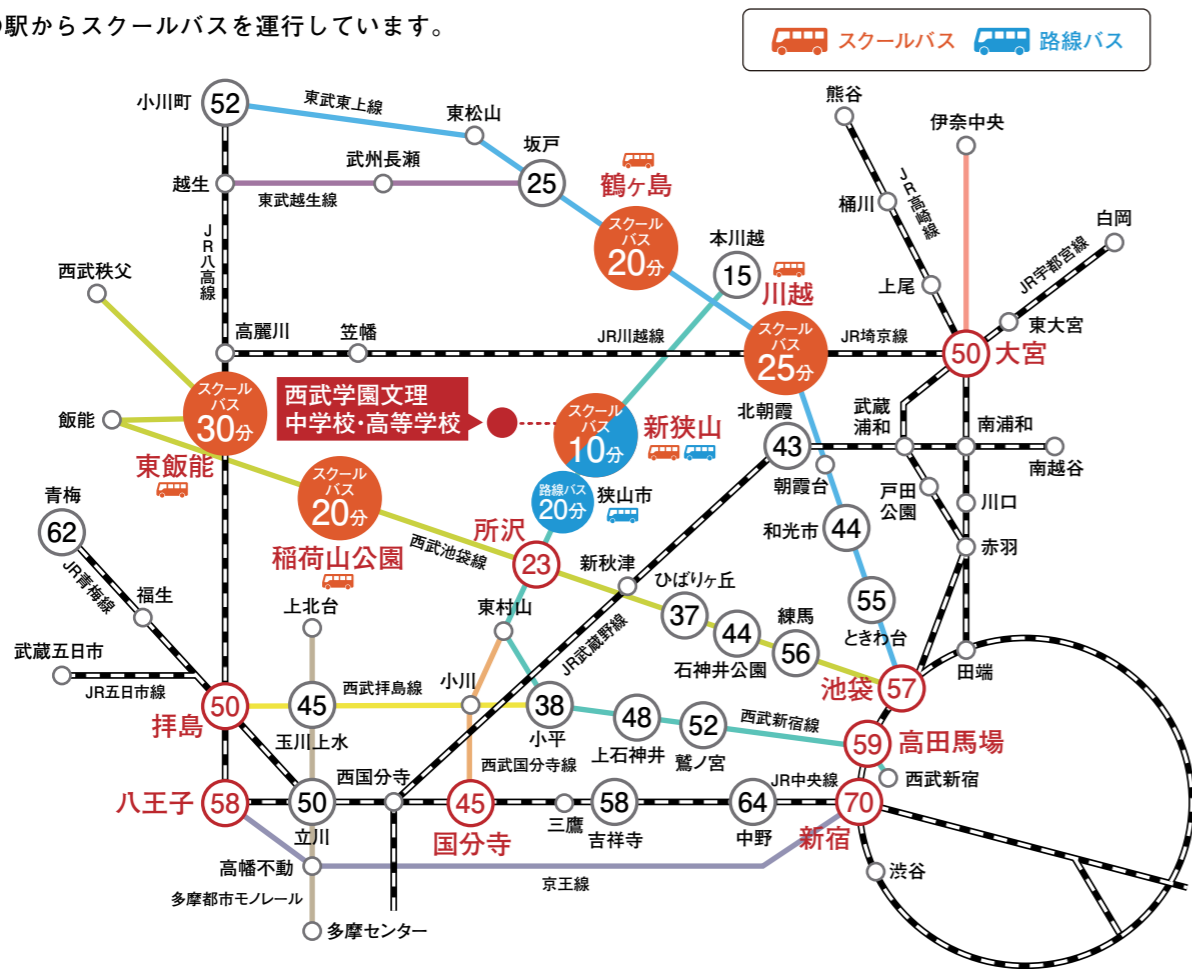 の駅からスクールバスを運行しています。
スクールバス 路線バス
小川町
52
東武東上線
東松山
坂戸
25
越生
武州長瀬
東武越生線
鶴ヶ島
スクール
バス
20分
本川越
15
川越
スクール
バス
25分
熊谷
伊奈中央
JR高崎線
桶川
白岡
JR宇都宮線
上尾
東大宮
50
大宮
JR八高線
西武秩父
高麗川
笠幡
JR川越線
JR埼京線
スクール
バス
30分
飯能
東飯能
西武学園文理
中学校・高等学校
スクール
バス
10分
新狭山
路線バス
20分
狭山市
北朝霞
43
武蔵
浦和
南浦和
南越谷
朝霞台
戸田
公園
川口
和光市
44
赤羽
青梅
62
JR青梅線
福生
スクール
バス
20分
稲荷山公園
西武池袋線
所沢
23
新秋津
ひばりヶ丘
37
44
石神井公園
練馬
56
55
ときわ台
池袋
57
田端
武蔵五日市
JR五日市線
上北台
東村山
JR武蔵野線
拝島
50
45
玉川上水
西武拝島線
小川
38
小平
48
上石神井
52
鷺ノ宮
西武新宿線
59
高田馬場
西武新宿
八王子
58
50
立川
西国分寺
西武国分寺線
45
国分寺
三鷹
58
吉祥寺
64
中野
JR中央線
70
新宿
渋谷
高幡不動
京王線
多摩都市モノレール
多摩センター